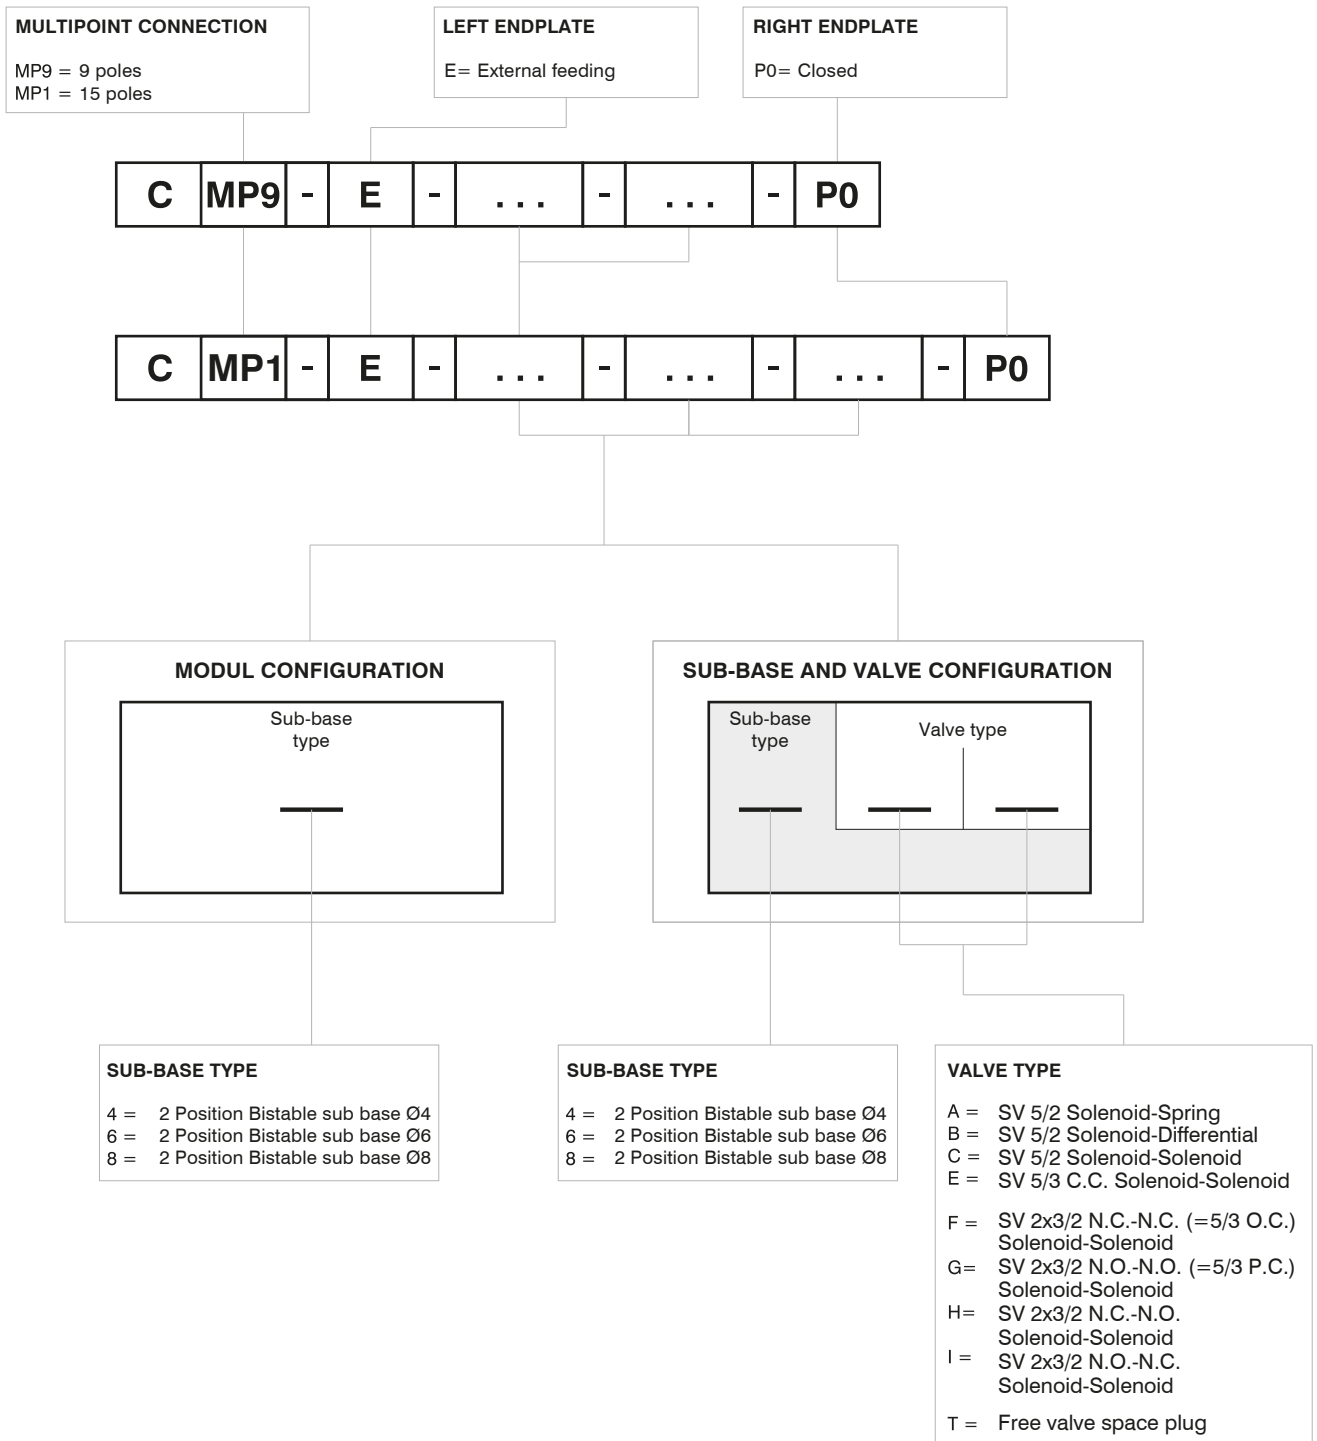 MULTIPOINT CONNECTION
MP9 = 9 poles
MP1 = 15 poles
LEFT ENDPLATE
E= External feeding
RIGHT ENDPLATE
P0= Closed
C MP9 - E - ... - ... - P0
C MP1 - E - ... - ... - ... - P0
MODUL CONFIGURATION
Sub-base
type
SUB-BASE AND VALVE CONFIGURATION
Sub-base
type
Valve type
SUB-BASE TYPE
4 = 2 Position Bistable sub base Ø4
6 = 2 Position Bistable sub base Ø6
8 = 2 Position Bistable sub base Ø8
SUB-BASE TYPE
4 = 2 Position Bistable sub base Ø4
6 = 2 Position Bistable sub base Ø6
8 = 2 Position Bistable sub base Ø8
VALVE TYPE
A = SV 5/2 Solenoid-Spring
B = SV 5/2 Solenoid-Differential
C = SV 5/2 Solenoid-Solenoid
E = SV 5/3 C.C. Solenoid-Solenoid
F = SV 2x3/2 N.C.-N.C. (=5/3 O.C.)
Solenoid-Solenoid
G= SV 2x3/2 N.O.-N.O. (=5/3 P.C.)
Solenoid-Solenoid
H= SV 2x3/2 N.C.-N.O.
Solenoid-Solenoid
I = SV 2x3/2 N.O.-N.C.
Solenoid-Solenoid
T = Free valve space plug